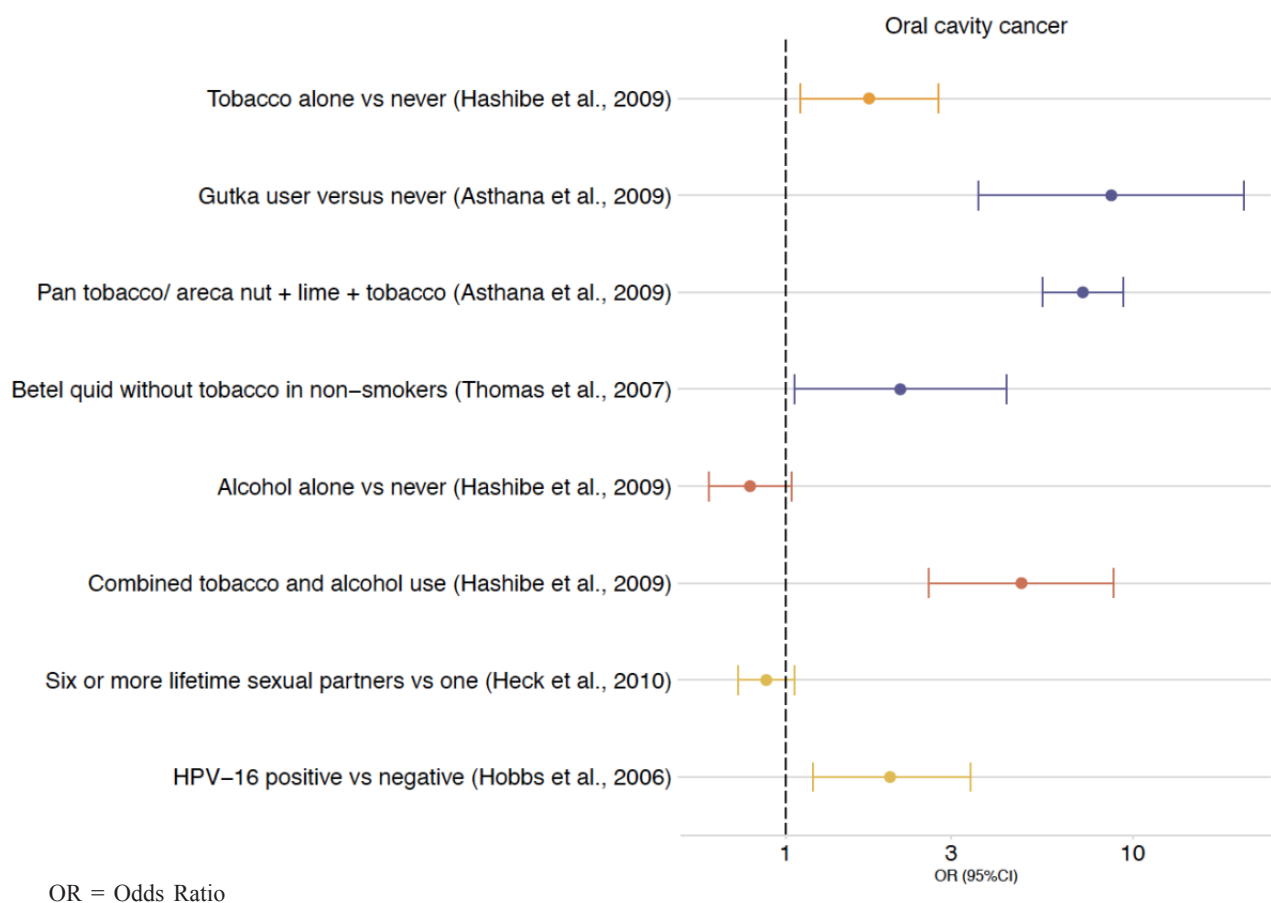 Oral cavity cancer
Tobacco alone vs never (Hashibe et al., 2009)
Gutka user versus never (Asthana et al., 2009)
Pan tobacco/ areca nut + lime + tobacco (Asthana et al., 2009)
Betel quid without tobacco in non−smokers (Thomas et al., 2007)
Alcohol alone vs never (Hashibe et al., 2009)
Combined tobacco and alcohol use (Hashibe et al., 2009)
Six or more lifetime sexual partners vs one (Heck et al., 2010)
HPV−16 positive vs negative (Hobbs et al., 2006)
1 3 10
OR (95%CI)
OR = Odds Ratio